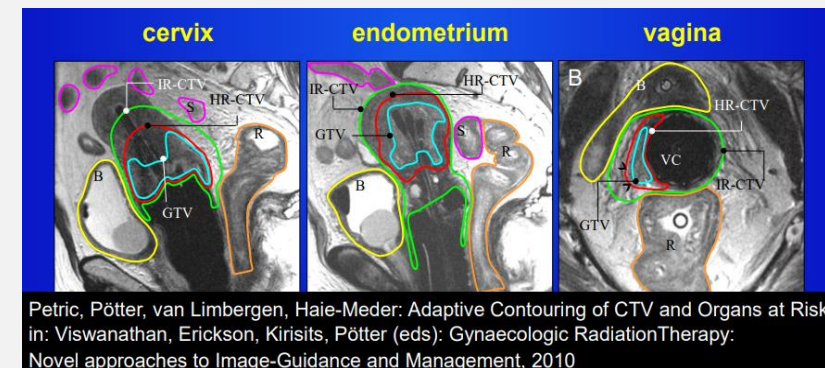 cervix
endometrium
vagina
IR-CTV
HR-CTV
S
R
B
GTV
IR-CTV
HR-CTV
GTV
S
R
B
B
B
HR-CTV
VC
IR-CTV
GTV
R
Petric, Pötter, van Limbergen, Haie-Meder: Adaptive Contouring of CTV and Organs at Risk
in: Viswanathan, Erickson, Kirisits, Pötter (eds): Gynaecologic RadiationTherapy:
Novel approaches to Image-Guidance and Management, 2010